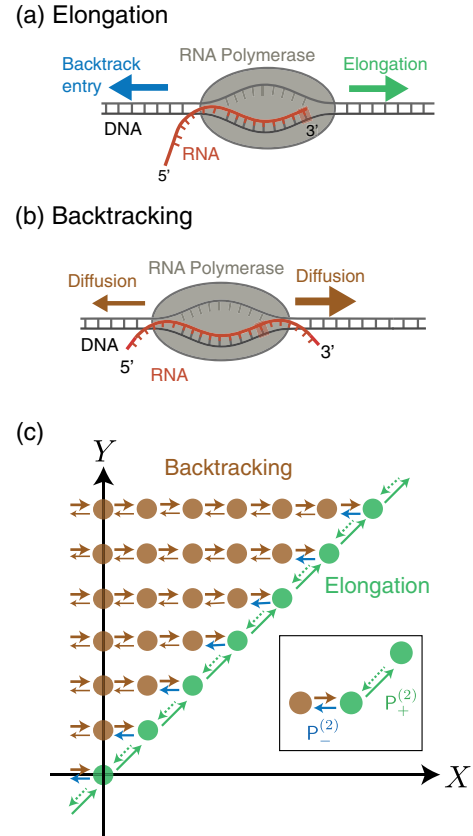 (a) Elongation
RNA Polymerase
Backtrack
entry
Elongation
DNA
3’
RNA
5’
(b) Backtracking
RNA Polymerase
Diffusion
Diffusion
DNA
5’
3’
RNA
(c)
Y
Backtracking
Elongation
P₊⁽²⁾
P₋⁽²⁾
X